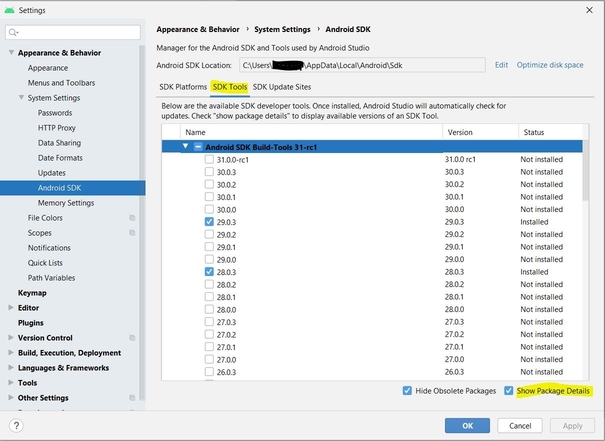 Settings
Appearance & Behavior
Appearance
Menus and Toolbars
System Settings
Passwords
HTTP Proxy
Data Sharing
Date Formats
Updates
Android SDK
Memory Settings
File Colors
Scopes
Notifications
Quick Lists
Path Variables
Keymap
Editor
Plugins
Version Control
Build, Execution, Deployment
Languages & Frameworks
Tools
Other Settings
Appearance & Behavior › System Settings › Android SDK
Manager for the Android SDK and Tools used by Android Studio
Android SDK Location: C:\Users\ \AppData\Local\Android\Sdk Edit Optimize disk space
SDK Platforms SDK Tools SDK Update Sites
Below are the available SDK developer tools. Once installed, Android Studio will automatically check for
updates. Check "show package details" to display available versions of an SDK Tool.
Name Version Status
Android SDK Build-Tools 31-rc1
31.0.0-rc1 31.0.0 rc1 Not installed
30.0.3 30.0.3 Not installed
30.0.2 30.0.2 Not installed
30.0.1 30.0.1 Not installed
30.0.0 30.0.0 Not installed
29.0.3 29.0.3 Installed
29.0.2 29.0.2 Not installed
29.0.1 29.0.1 Not installed
29.0.0 29.0.0 Not installed
28.0.3 28.0.3 Installed
28.0.2 28.0.2 Not installed
28.0.1 28.0.1 Not installed
28.0.0 28.0.0 Not installed
27.0.3 27.0.3 Not installed
27.0.2 27.0.2 Not installed
27.0.1 27.0.1 Not installed
27.0.0 27.0.0 Not installed
26.0.3 26.0.3 Not installed
Hide Obsolete Packages Show Package Details
? OK Cancel Apply